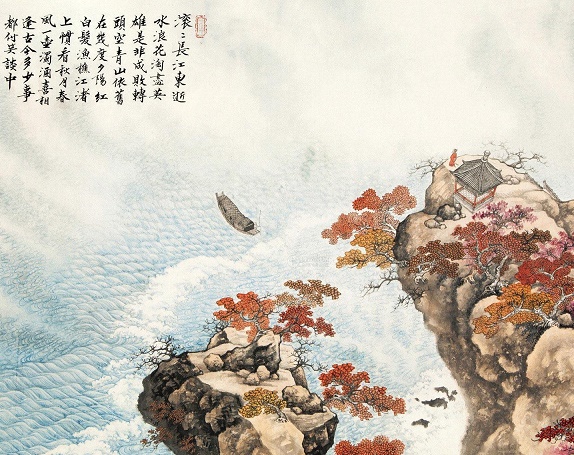 滾〻長江東逝
水浪花淘盡英
雄是非成敗轉
頭空青山依舊
在幾度夕陽紅
白髮漁樵江渚
上慣看秋月春
風一壺濁酒喜相
逢古今多少事
都付笑談中